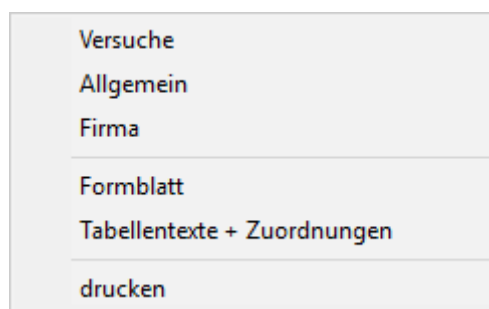 Versuche
Allgemein
Firma
Formblatt
Tabellentexte + Zuordnungen
drucken